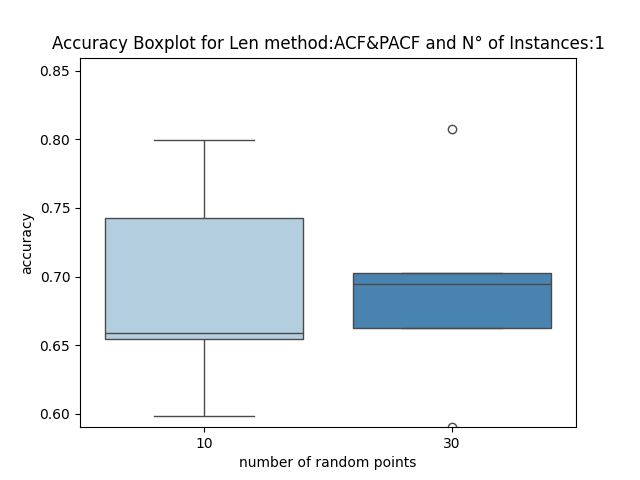 Accuracy Boxplot for Len method:ACF&PACF and N° of Instances:1
0.85
0.80
0.75
0.70
0.65
0.60
accuracy
10
30
number of random points